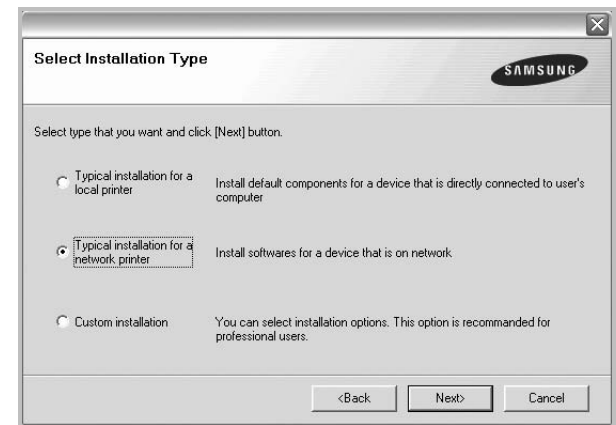 Select Installation Type
SAMSUNG
Select type that you want and click [Next] button.
Typical installation for a
local printer
Install default components for a device that is directly connected to user's
computer
Typical installation for a
network printer
Install softwares for a device that is on network
Custom installation
You can select installation options. This option is recommanded for
professional users.
<Back
Next>
Cancel